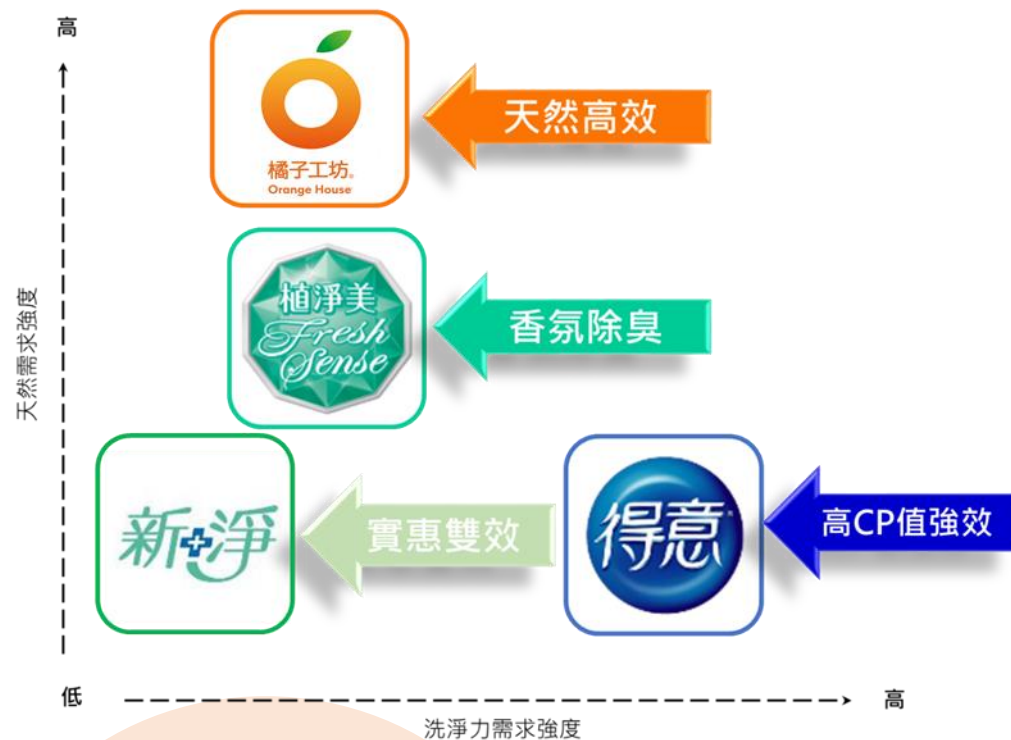 高
橘子工坊®
Orange House
天然高效
植淨美
Fresh
Sense
香氛除臭
天然需求強度
新淨
實惠雙效
得意
高CP值強效
低
高
洗淨力需求強度